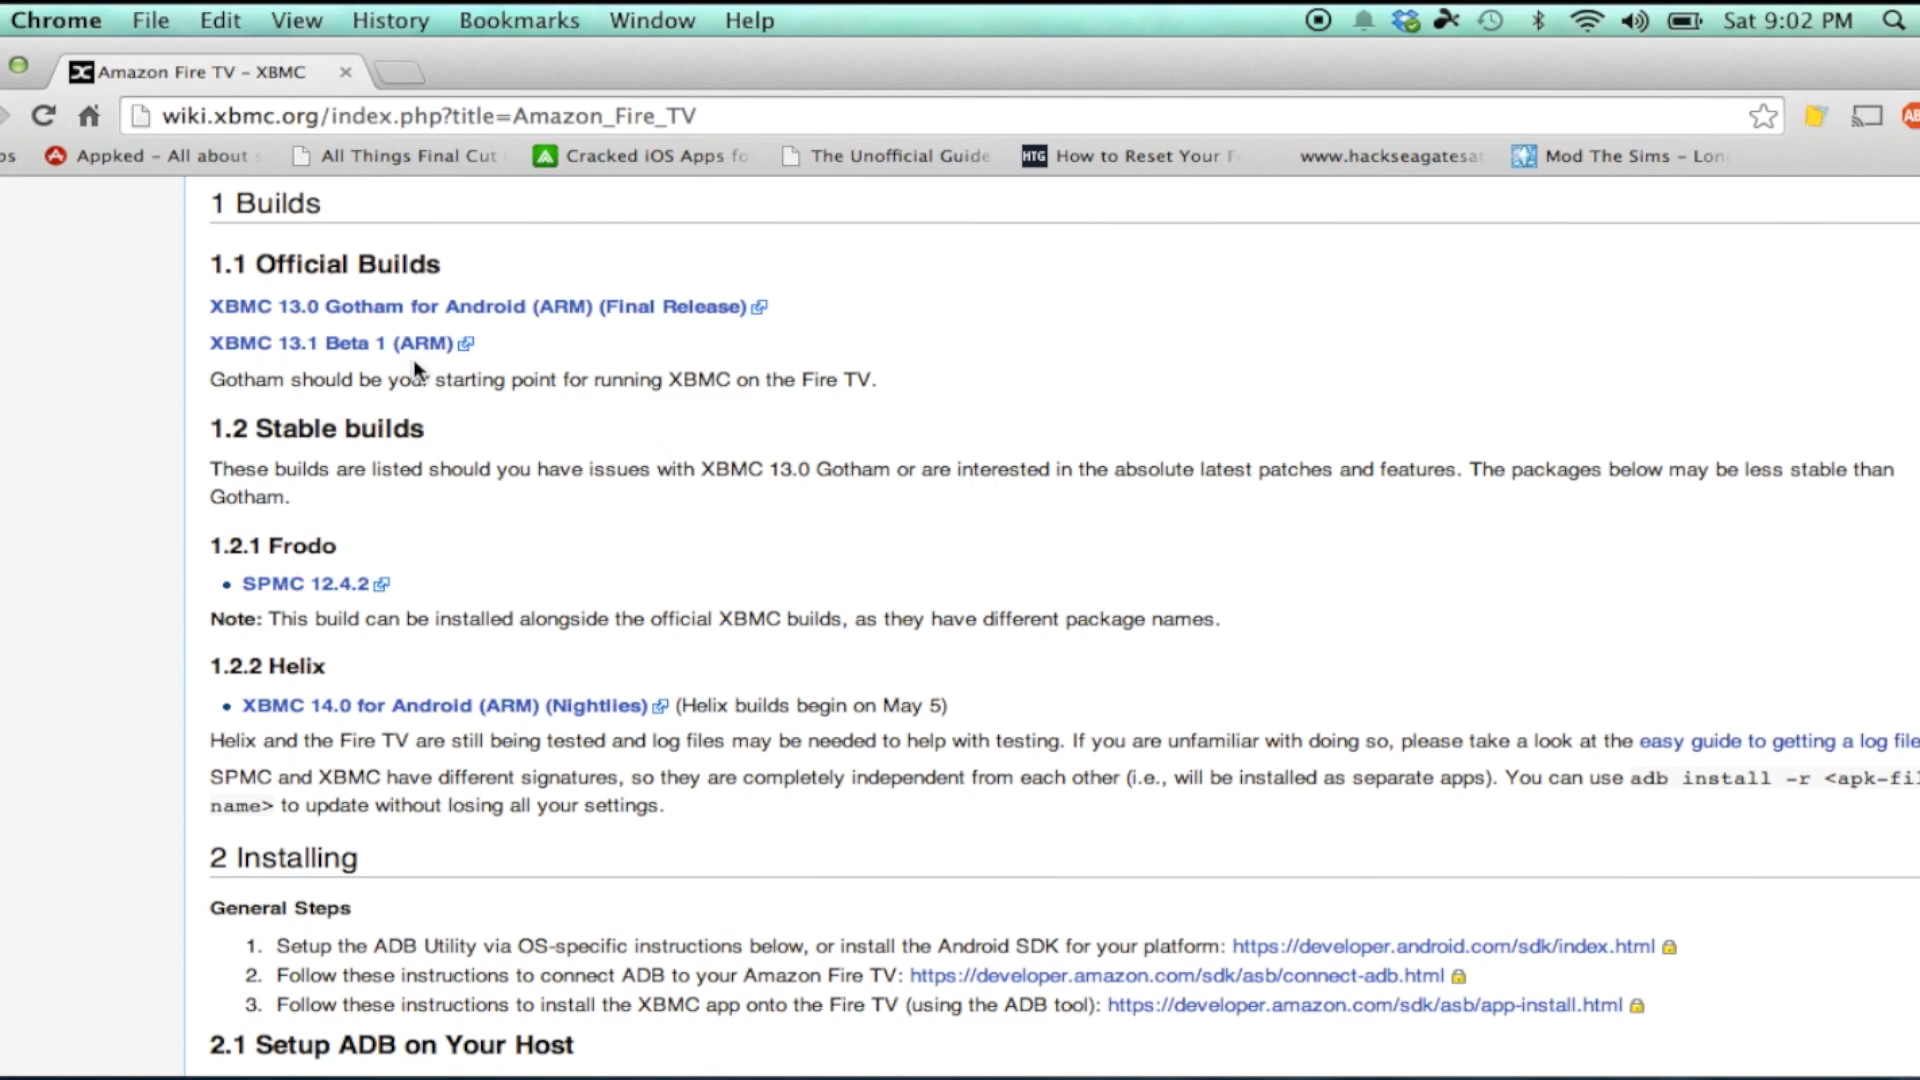 Chrome File Edit View History Bookmarks Window Help Sat 9:02 PM
Amazon Fire TV – XBMC
wiki.xbmc.org/index.php?title=Amazon_Fire_TV
Appked – All about All Things Final Cut Cracked iOS Apps fo The Unofficial Guide HTG How to Reset Your F www.hackseagatesat Mod The Sims – Lon
1 Builds
1.1 Official Builds
XBMC 13.0 Gotham for Android (ARM) (Final Release)
XBMC 13.1 Beta 1 (ARM)
Gotham should be your starting point for running XBMC on the Fire TV.
1.2 Stable builds
These builds are listed should you have issues with XBMC 13.0 Gotham or are interested in the absolute latest patches and features. The packages below may be less stable than
Gotham.
1.2.1 Frodo
• SPMC 12.4.2
Note: This build can be installed alongside the official XBMC builds, as they have different package names.
1.2.2 Helix
• XBMC 14.0 for Android (ARM) (Nightlies) (Helix builds begin on May 5)
Helix and the Fire TV are still being tested and log files may be needed to help with testing. If you are unfamiliar with doing so, please take a look at the easy guide to getting a log file
SPMC and XBMC have different signatures, so they are completely independent from each other (i.e., will be installed as separate apps). You can use adb install -r <apk-fil
name> to update without losing all your settings.
2 Installing
General Steps
1. Setup the ADB Utility via OS-specific instructions below, or install the Android SDK for your platform: https://developer.android.com/sdk/index.html
2. Follow these instructions to connect ADB to your Amazon Fire TV: https://developer.amazon.com/sdk/asb/connect-adb.html
3. Follow these instructions to install the XBMC app onto the Fire TV (using the ADB tool): https://developer.amazon.com/sdk/asb/app-install.html
2.1 Setup ADB on Your Host